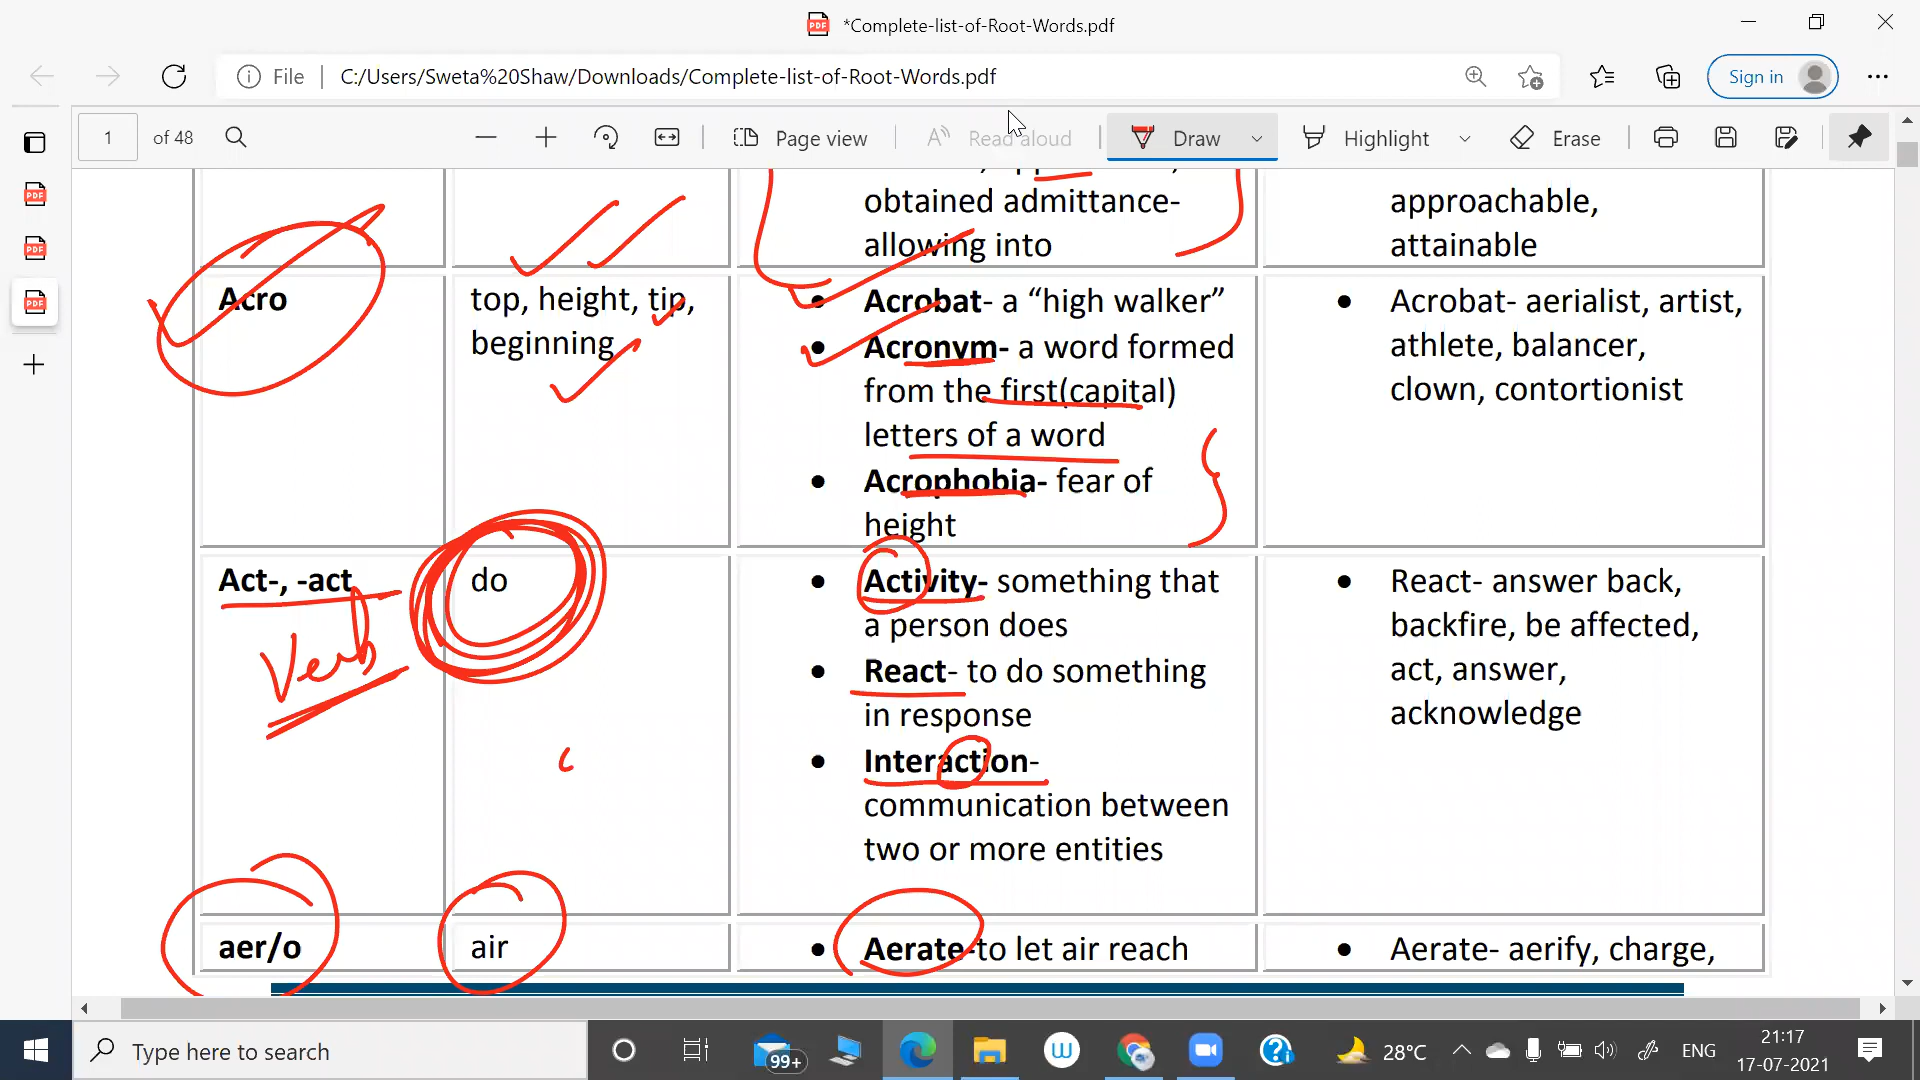 *Complete-list-of-Root-Words.pdf
File
C:/Users/Sweta%20Shaw/Downloads/Complete-list-of-Root-Words.pdf
Sign in
1
of 48
Page view
Read aloud
Draw
Highlight
Erase
obtained admittance-
allowing into
approachable,
attainable
Acro
top, height, tip,
beginning
Acrobat- a “high walker”
Acronym- a word formed
from the first(capital)
letters of a word
Acrophobia- fear of
height
Acrobat- aerialist, artist,
athlete, balancer,
clown, contortionist
Act-, -act
Verb
do
Activity- something that
a person does
React- to do something
in response
Interaction-
communication between
two or more entities
React- answer back,
backfire, be affected,
act, answer,
acknowledge
aer/o
air
Aerate-to let air reach
Aerate- aerify, charge,
Type here to search
99+
28°C
ENG
21:17
17-07-2021